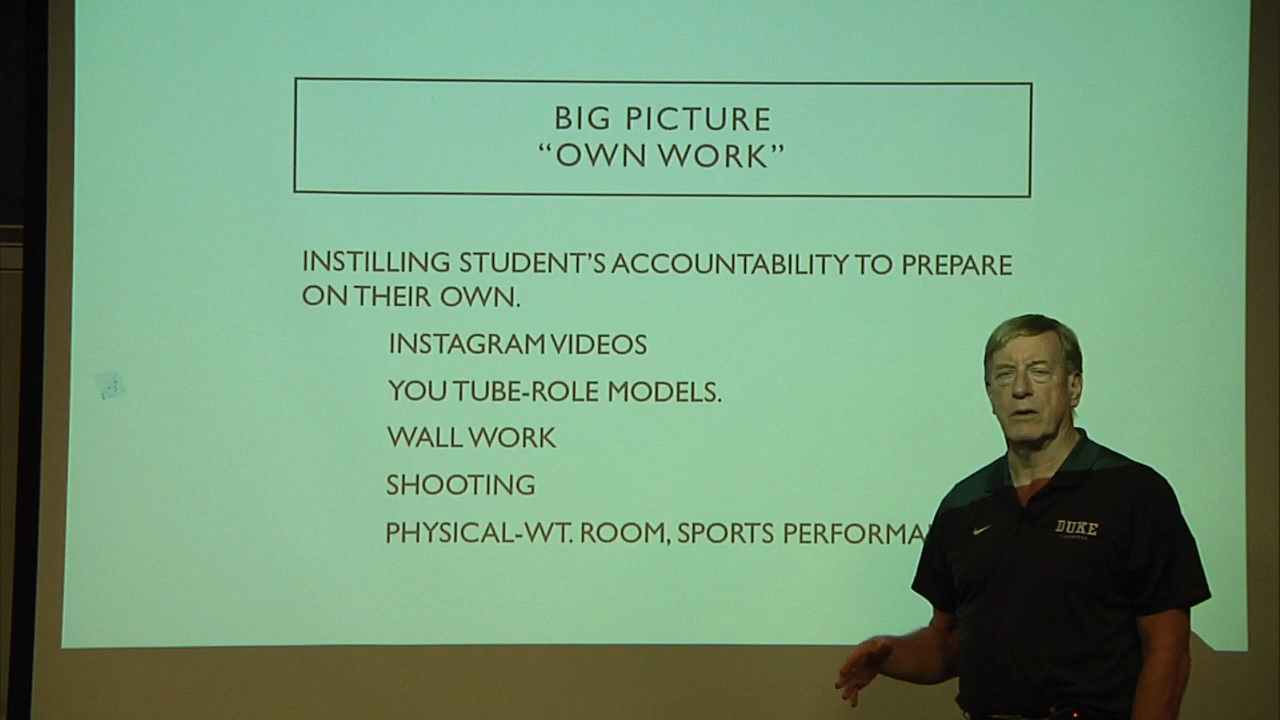 BIG PICTURE
“OWN WORK”
INSTILLING STUDENT’S ACCOUNTABILITY TO PREPARE
ON THEIR OWN.
INSTAGRAM VIDEOS
YOU TUBE-ROLE MODELS.
WALL WORK
SHOOTING
PHYSICAL-WT. ROOM, SPORTS PERFORMA
DUKE